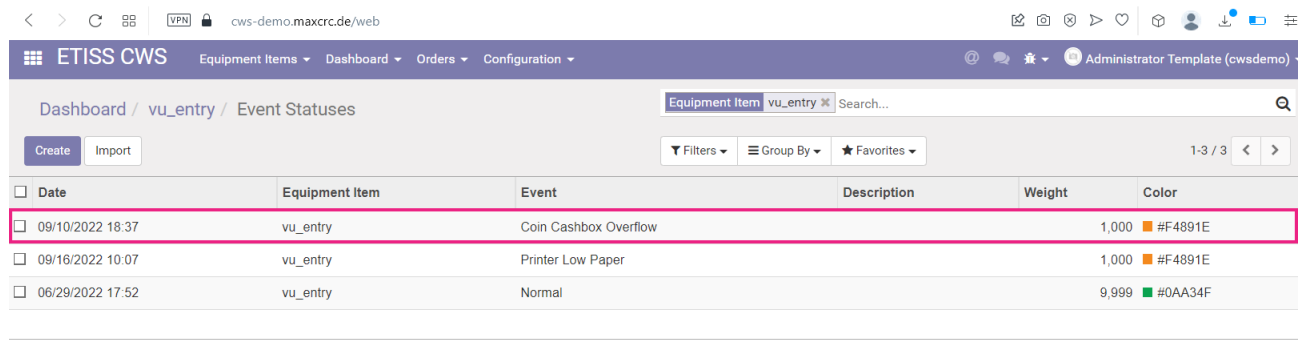 VPN cws-demo.maxcrc.de/web
ETISS CWS Equipment Items Dashboard Orders Configuration @ Administrator Template (cwsdemo)
Dashboard / vu_entry / Event Statuses Equipment Item vu_entry Search...
Create Import Filters Group By Favorites 1-3 / 3
Date Equipment Item Event Description Weight Color
09/10/2022 18:37 vu_entry Coin Cashbox Overflow 1,000 #F4891E
09/16/2022 10:07 vu_entry Printer Low Paper 1,000 #F4891E
06/29/2022 17:52 vu_entry Normal 9,999 #0AA34F